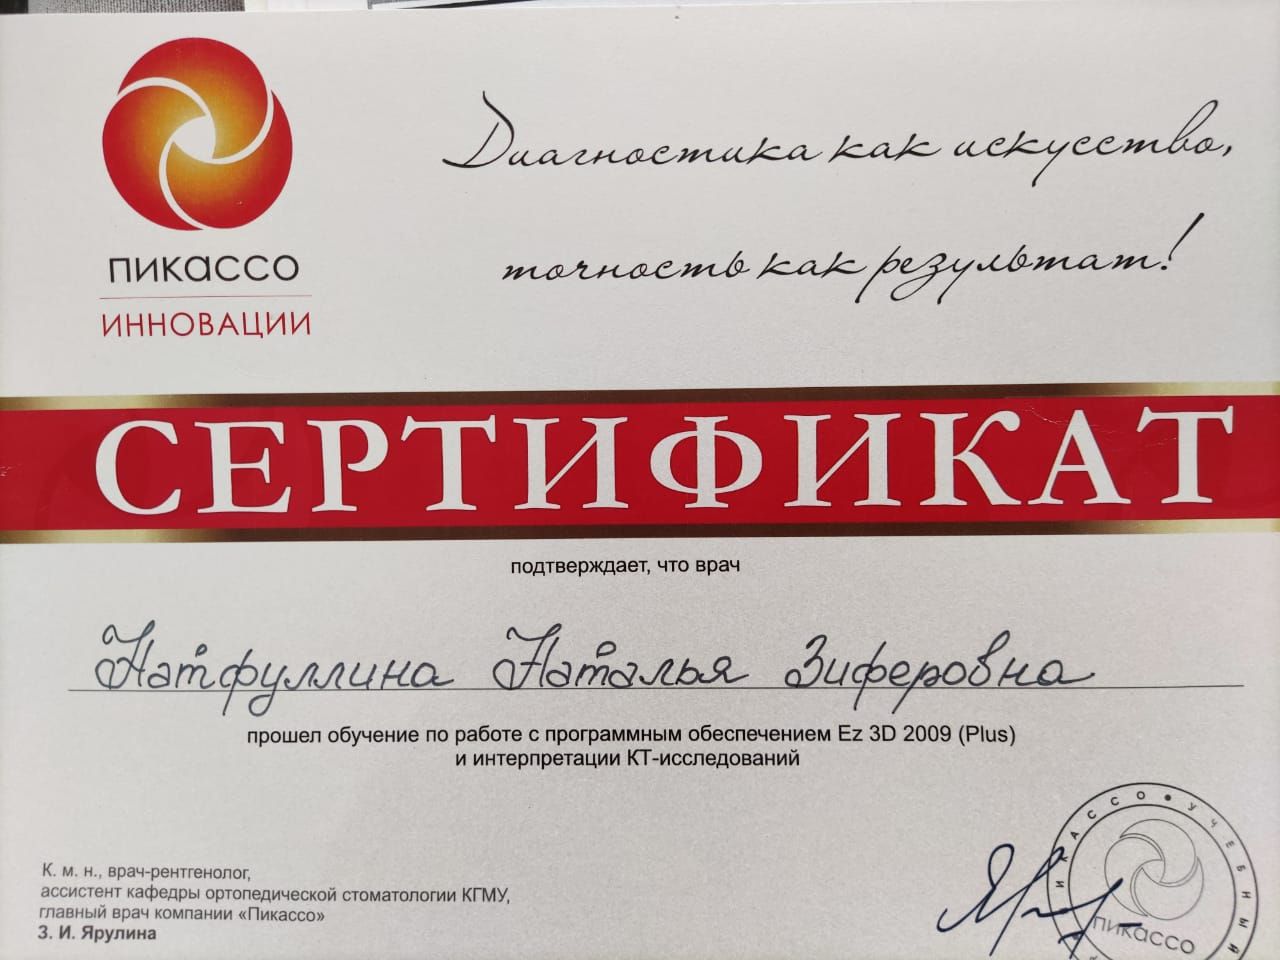 Диагностика как искусство,
точность как результат!
ПИКАССО
ИННОВАЦИИ
СЕРТИФИКАТ
подтверждает, что врач
Натфуллина Наталья Зиферовна
прошел обучение по работе с программным обеспечением Ez 3D 2009 (Plus)
и интерпретации КТ-исследований
К. м. н., врач-рентгенолог,
ассистент кафедры ортопедической стоматологии КГМУ,
главный врач компании «Пикассо»
З. И. Ярулина
ПИКАССО • УЧЕБНЫЙ
ПИКАССО